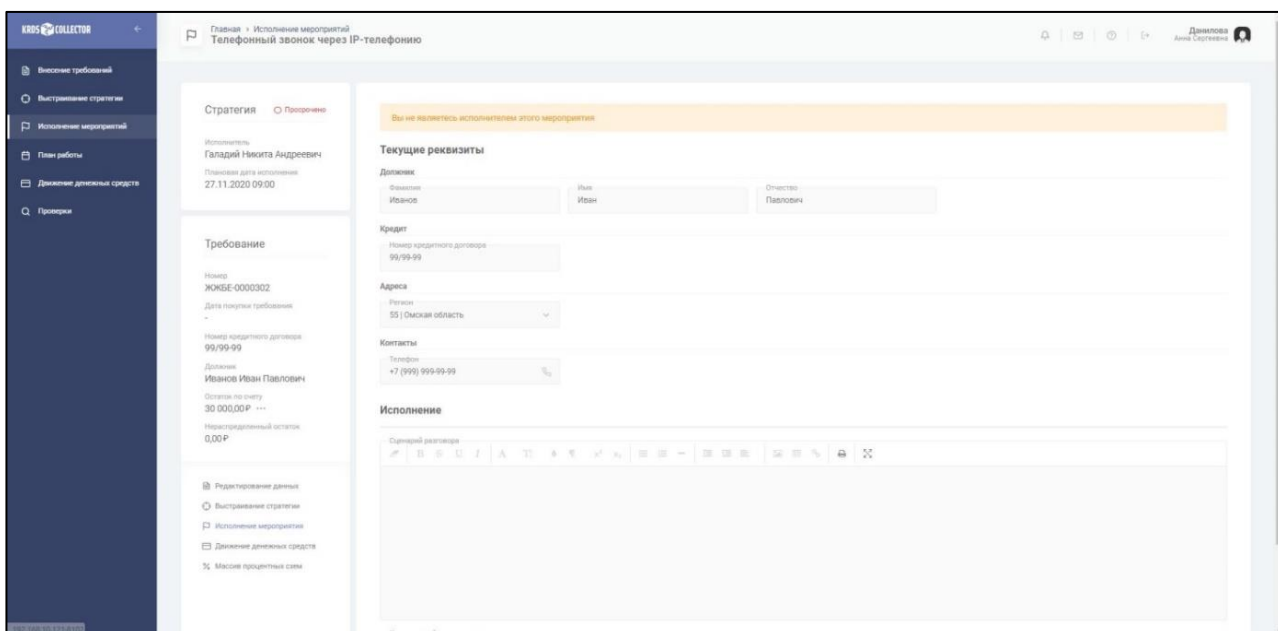 KRDS COLLECTOR
Главная › Исполнение мероприятий
Телефонный звонок через IP-телефонию
Данилова
Анна Сергеевна
Внесение требований
Выстраивание стратегии
Исполнение мероприятий
План работы
Движение денежных средств
Проверки
Стратегия
Просрочено
Исполнитель
Галадий Никита Андреевич
Плановая дата исполнения
27.11.2020 09:00
Требование
Номер
ЖЖБЕ-0000302
Дата покупки требования
-
Номер кредитного договора
99/99-99
Должник
Иванов Иван Павлович
Остаток по счету
30 000,00 ₽ ···
Нераспределенный остаток
0,00 ₽
Редактирование данных
Выстраивание стратегии
Исполнение мероприятия
Движение денежных средств
Массив процентных схем
Вы не являетесь исполнителем этого мероприятия
Текущие реквизиты
Должник
Фамилия Имя Отчество
Иванов Иван Павлович
Кредит
Номер кредитного договора
99/99-99
Адреса
Регион
55 | Омская область
Контакты
Телефон
+7 (999) 999-99-99
Исполнение
Сценарий разговора